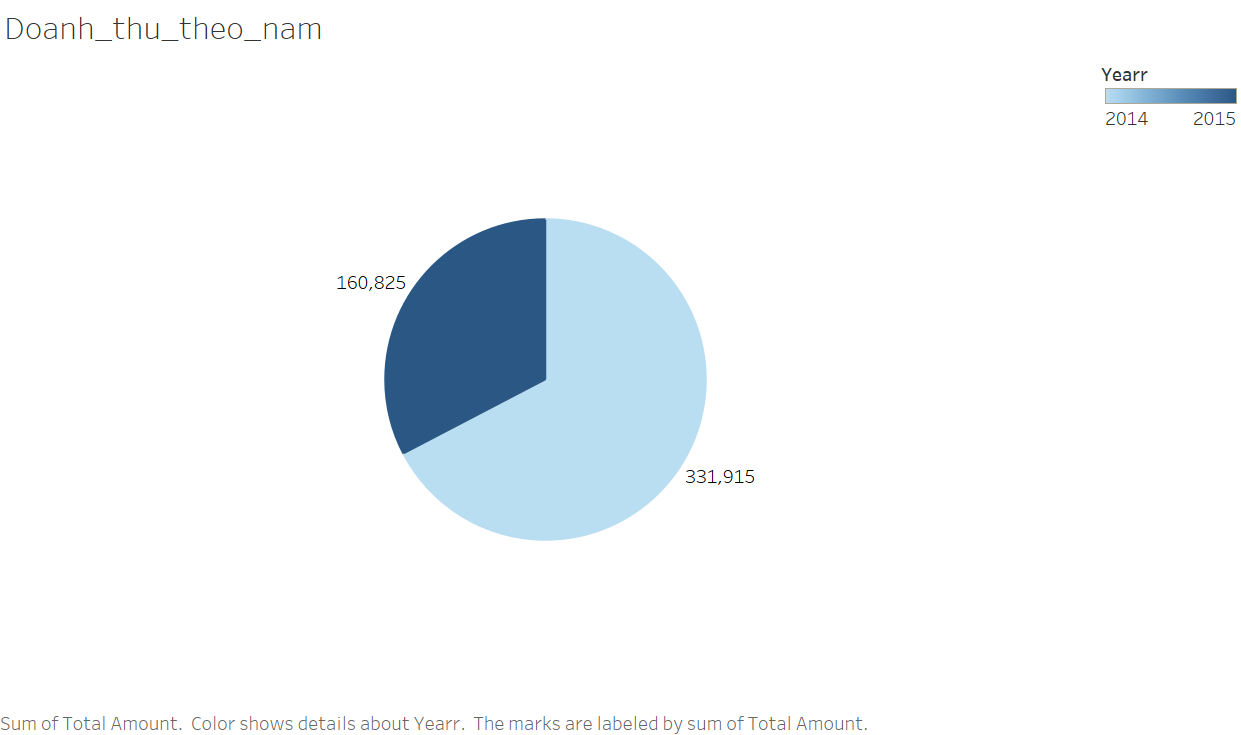 Doanh_thu_theo_nam
Yearr
2014 2015
160,825
331,915
Sum of Total Amount. Color shows details about Yearr. The marks are labeled by sum of Total Amount.